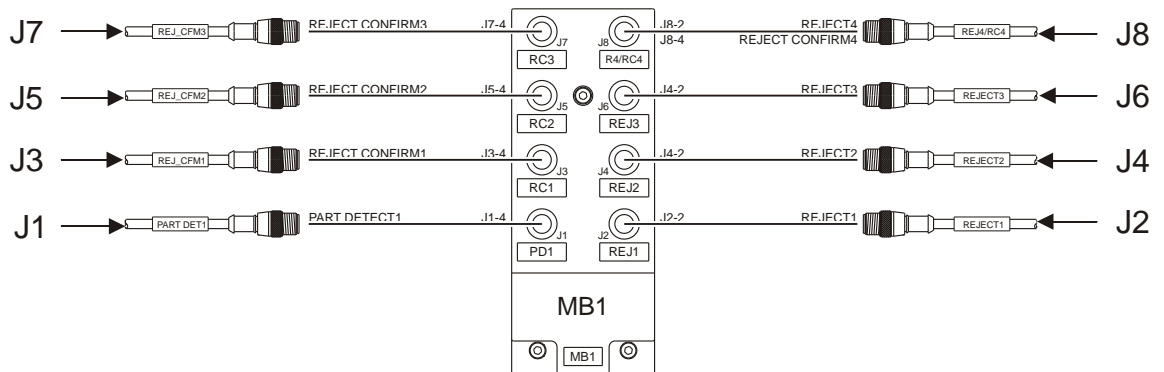 J7 REJ_CFM3 REJECT CONFIRM3 J7-4 J7 J8 J8-2 REJECT4 REJ4/RC4 J8
J8-4 REJECT CONFIRM4
RC3 R4/RC4
J5 REJ_CFM2 REJECT CONFIRM2 J5-4 J5 J6 J4-2 REJECT3 REJECT3 J6
RC2 REJ3
J3 REJ_CFM1 REJECT CONFIRM1 J3-4 J3 J4 J4-2 REJECT2 REJECT2 J4
RC1 REJ2
J1 PART DET1 PART DETECT1 J1-4 J1 J2 J2-2 REJECT1 REJECT1 J2
PD1 REJ1
MB1
MB1